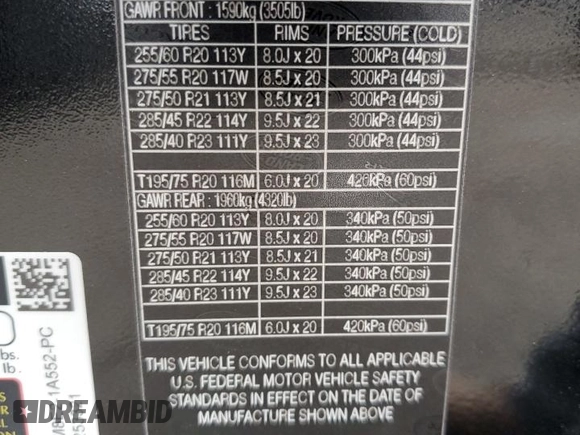 GAWR FRONT : 1590kg (3505lb)
TIRES RIMS PRESSURE (COLD)
255/60 R20 113Y 8.0J x 20 300kPa (44psi)
275/55 R20 117W 8.5J x 20 300kPa (44psi)
275/50 R21 113Y 8.5J x 21 300kPa (44psi)
285/45 R22 114Y 9.5J x 22 300kPa (44psi)
285/40 R23 111Y 9.5J x 23 300kPa (44psi)
T195/75 R20 116M 6.0J x 20 420kPa (60psi)
GAWR REAR : 1960kg (4320lb)
255/60 R20 113Y 8.0J x 20 340kPa (50psi)
275/55 R20 117W 8.5J x 20 340kPa (50psi)
275/50 R21 113Y 8.5J x 21 340kPa (50psi)
285/45 R22 114Y 9.5J x 22 340kPa (50psi)
285/40 R23 111Y 9.5J x 23 340kPa (50psi)
T195/75 R20 116M 6.0J x 20 420kPa (60psi)
THIS VEHICLE CONFORMS TO ALL APPLICABLE
U.S. FEDERAL MOTOR VEHICLE SAFETY
STANDARDS IN EFFECT ON THE DATE OF
MANUFACTURE SHOWN ABOVE
lbs.
lb.
1A552-PC
RideSafely